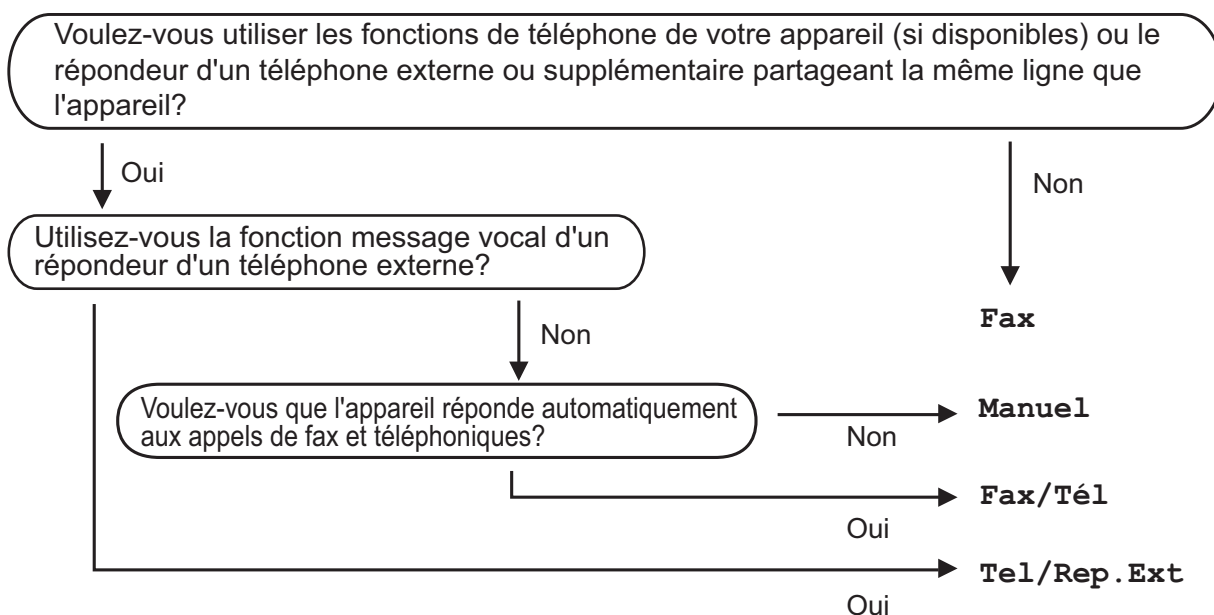 Voulez-vous utiliser les fonctions de téléphone de votre appareil (si disponibles) ou le
répondeur d'un téléphone externe ou supplémentaire partageant la même ligne que
l'appareil?
Oui
Non
Utilisez-vous la fonction message vocal d'un
répondeur d'un téléphone externe?
Non
Fax
Voulez-vous que l'appareil réponde automatiquement
aux appels de fax et téléphoniques?
Non
Manuel
Oui
Fax/Tél
Oui
Tel/Rep.Ext